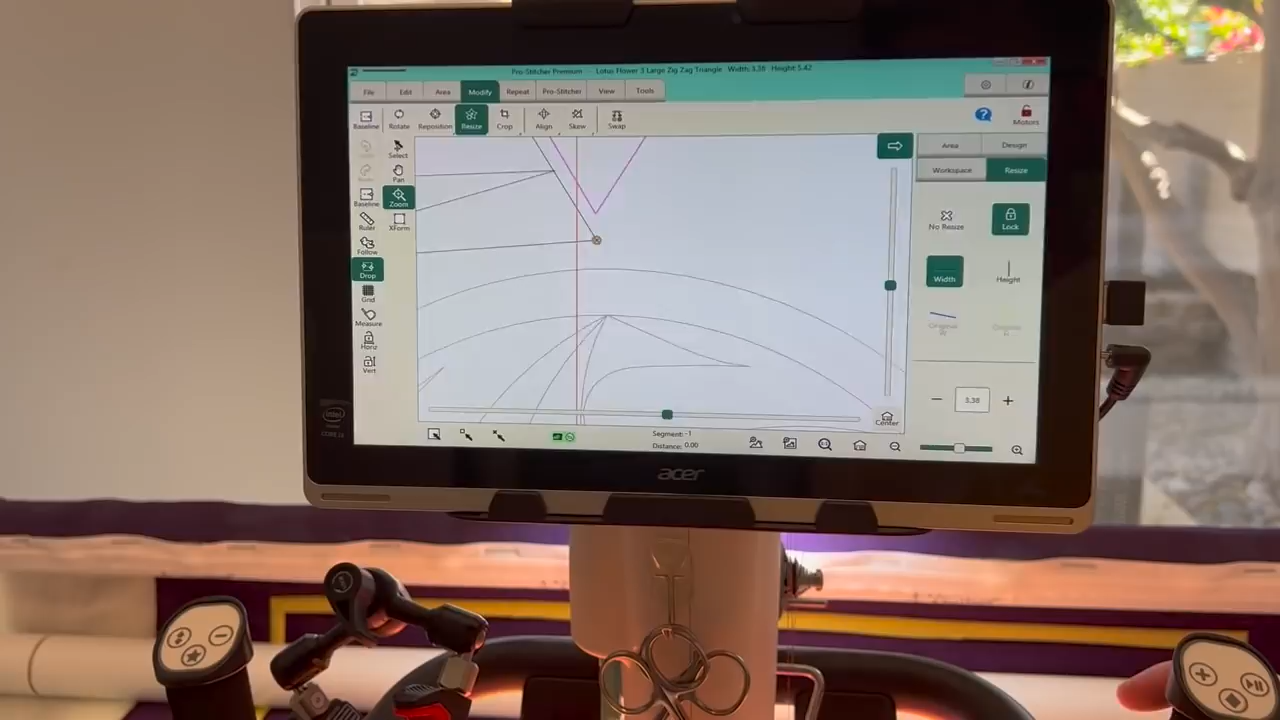 Pro-Stitcher Premium — Lotus Flower 3 Large Zig Zag Triangle Width:3.38 Height:5.42
File Edit Area Modify Repeat Pro-Stitcher View Tools
Baseline Rotate Reposition Resize Crop Align Skew Swap Motors
Select
Pan
Baseline Zoom
Ruler XForm
Follow
Drop
Grid
Measure
Horiz
Vert
Area Design
Workspace Resize
No Resize Lock
Width Height
3.38
Center
Segment: -1
Distance: 0.00
acer
intel